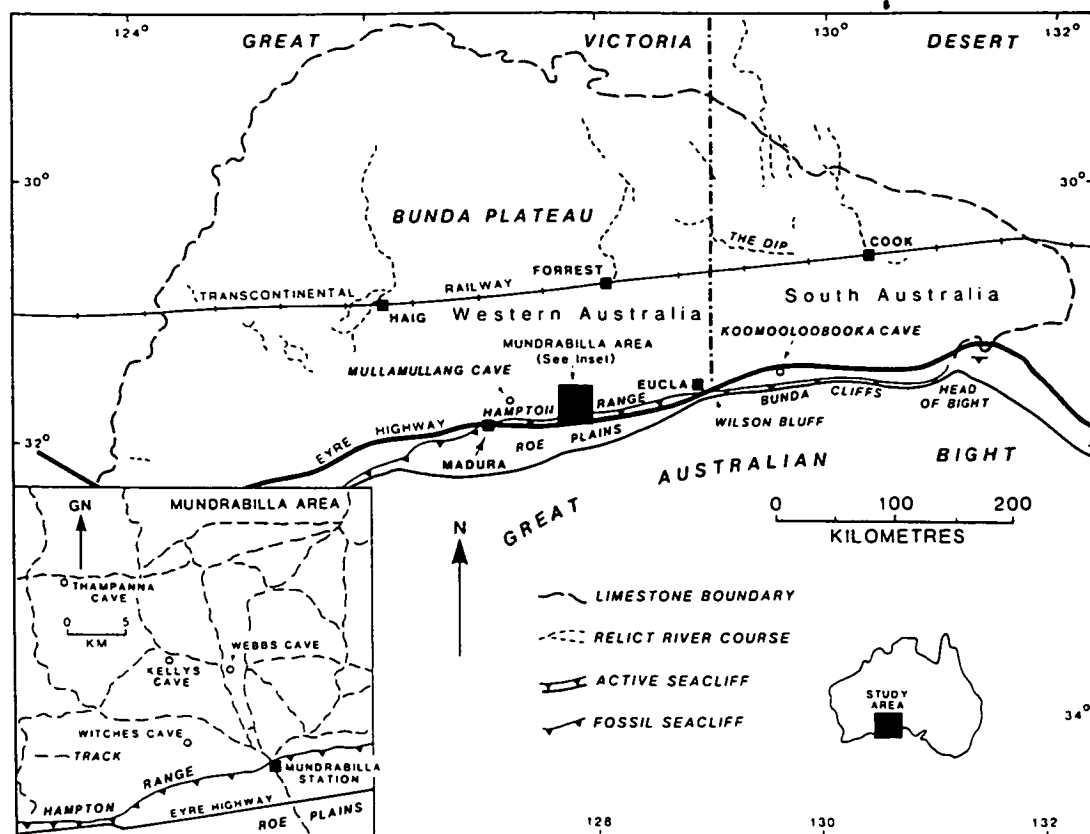 124°
130°
132°
GREAT VICTORIA DESERT
30°
30°
BUNDA PLATEAU
THE DIP
COOK
FORREST
TRANSCONTINENTAL RAILWAY
HAIG
Western Australia
South Australia
MUNDRABILLA AREA
(See Inset)
KOOMOOLOOBOOKA CAVE
MULLAMULLANG CAVE
EUCLA
HAMPTON RANGE
BUNDA CLIFFS
HEAD
OF BIGHT
EYRE HIGHWAY
ROE PLAINS
WILSON BLUFF
32°
MADURA
GREAT AUSTRALIAN BIGHT
GN
MUNDRABILLA AREA
N
0 100 200
KILOMETRES
THAMPANNA
CAVE
0 5
KM
WEBBS CAVE
KELLYS
CAVE
WITCHES CAVE
TRACK
MUNDRABILLA
STATION
HAMPTON RANGE
EYRE HIGHWAY
ROE PLAINS
LIMESTONE BOUNDARY
RELICT RIVER COURSE
ACTIVE SEACLIFF
FOSSIL SEACLIFF
STUDY
AREA
34°
128
130
132